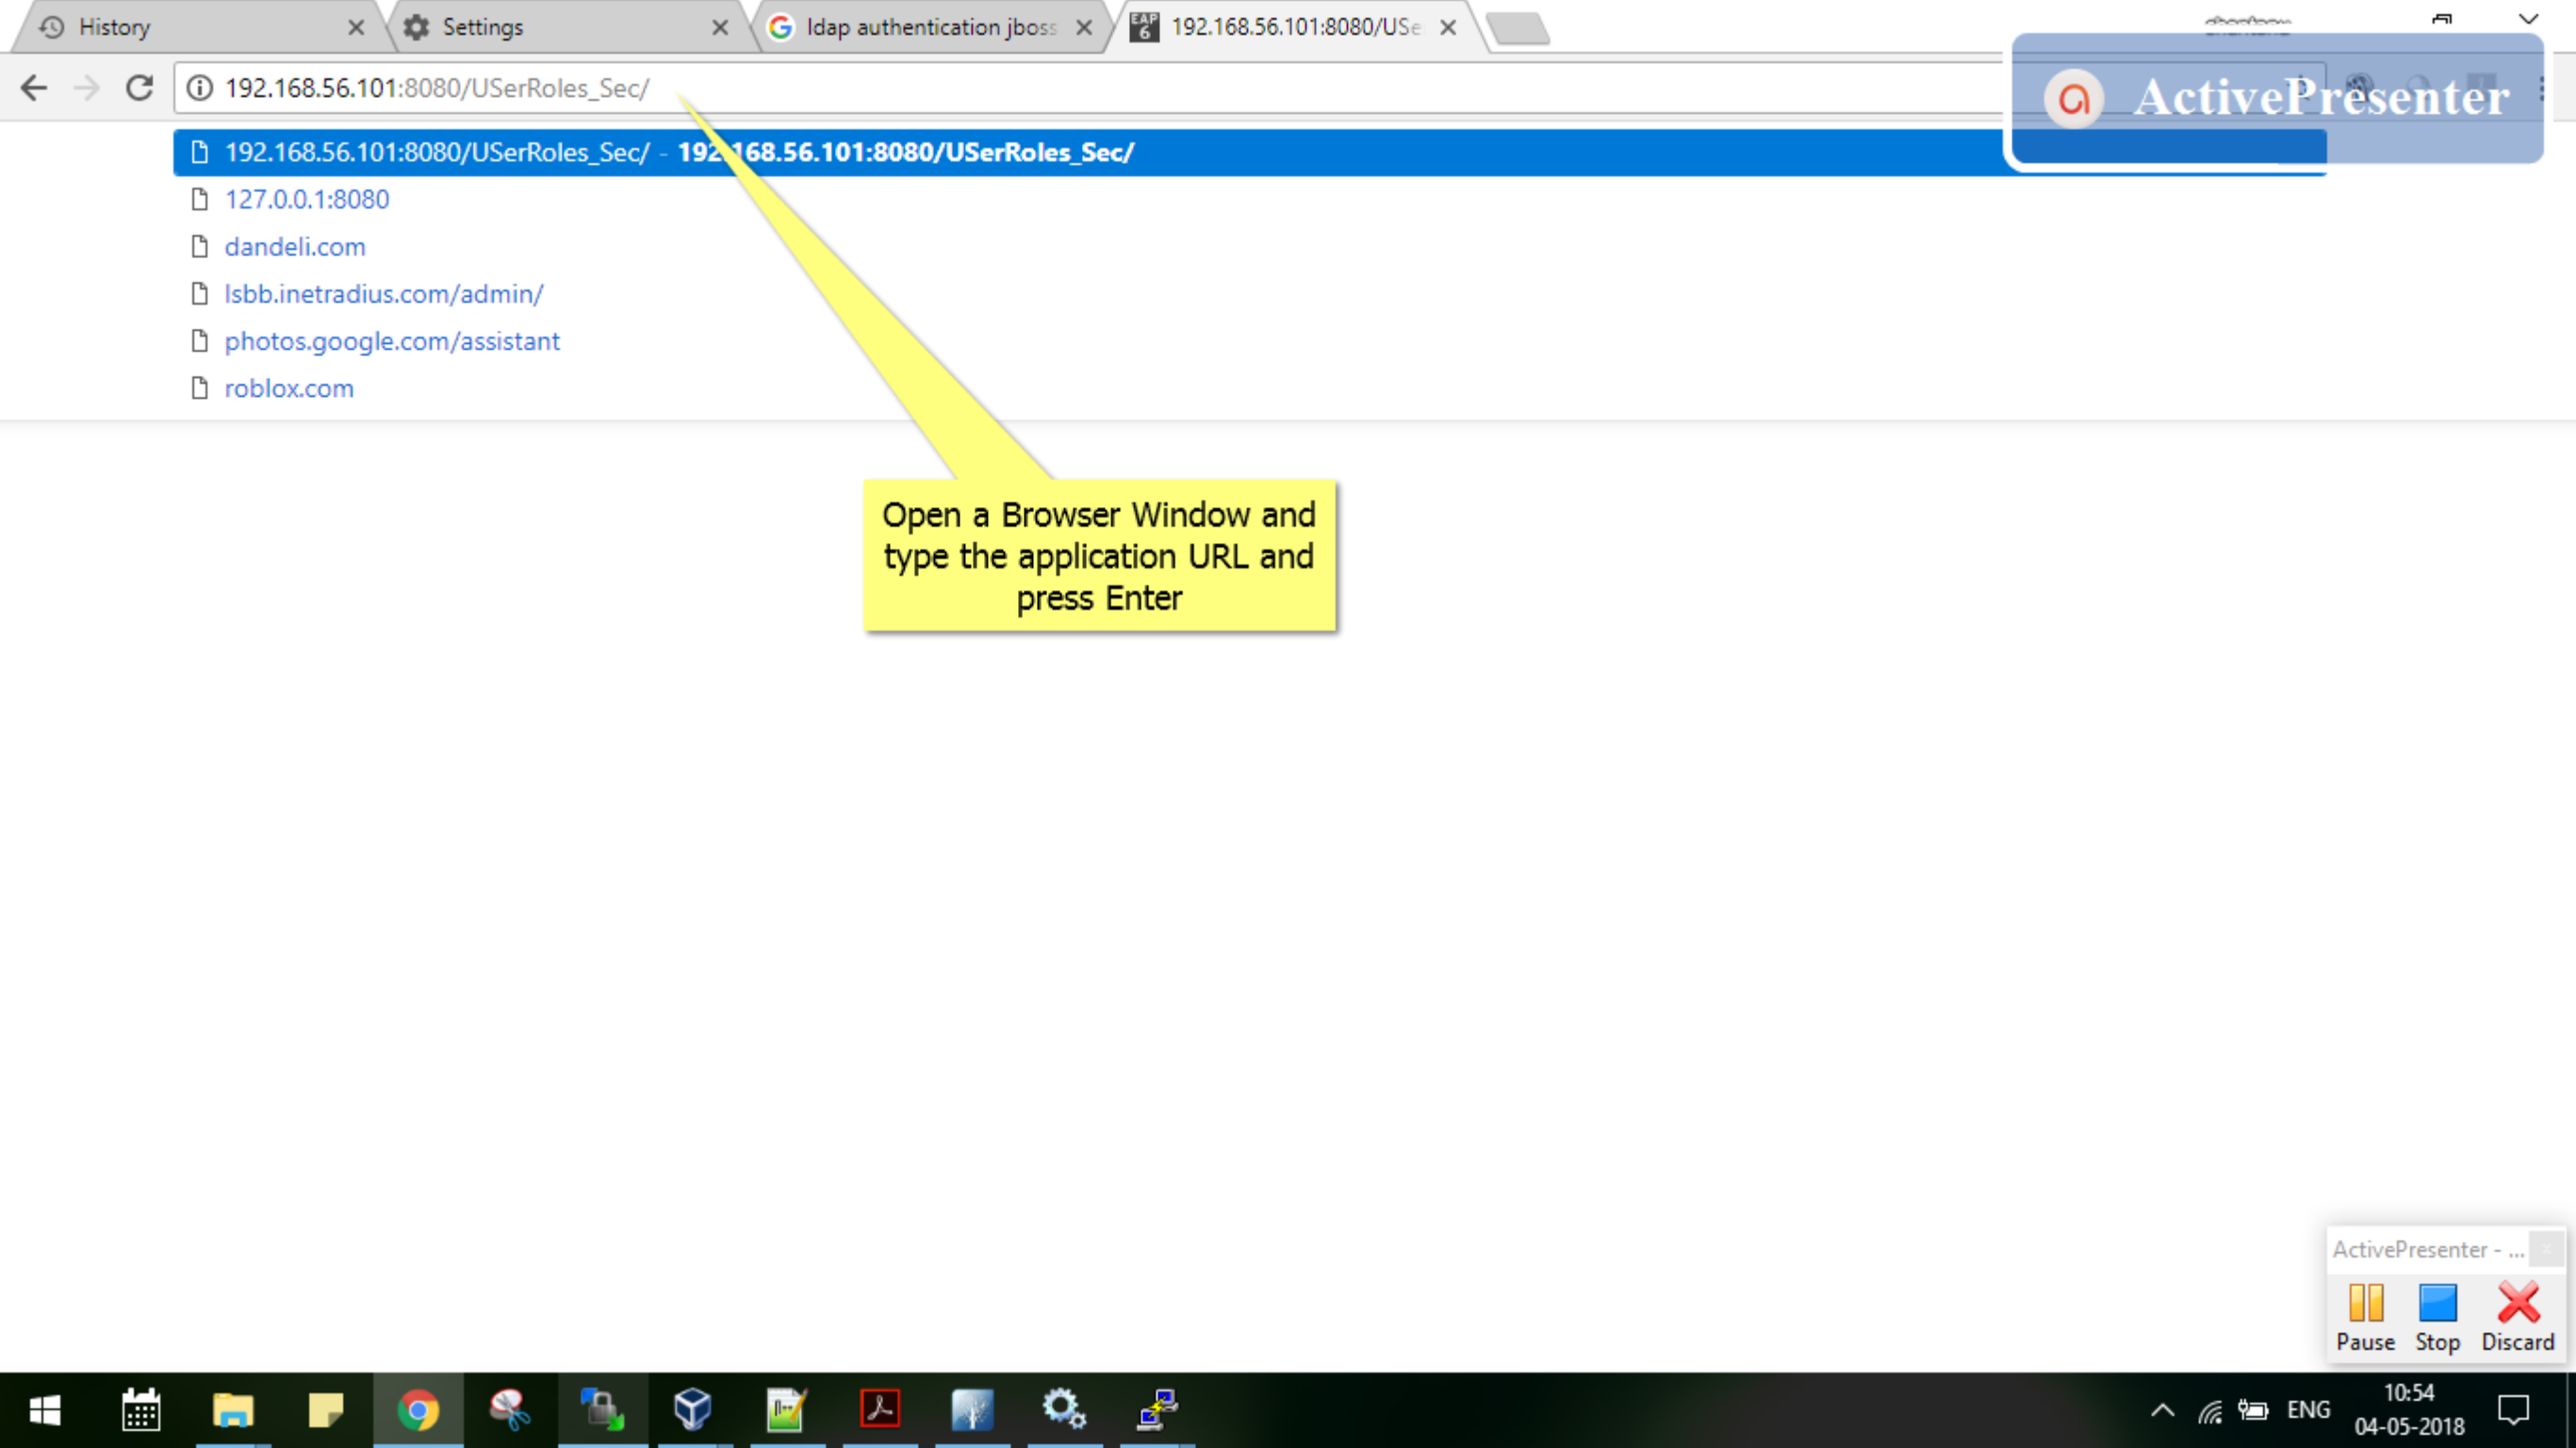 History
Settings
ldap authentication jboss
EAP
6
192.168.56.101:8080/USe
192.168.56.101:8080/USerRoles_Sec/
ActivePresenter
192.168.56.101:8080/USerRoles_Sec/ - 192.168.56.101:8080/USerRoles_Sec/
127.0.0.1:8080
dandeli.com
lsbb.inetradius.com/admin/
photos.google.com/assistant
roblox.com
Open a Browser Window and
type the application URL and
press Enter
ActivePresenter - ...
Pause Stop Discard
ENG
10:54
04-05-2018